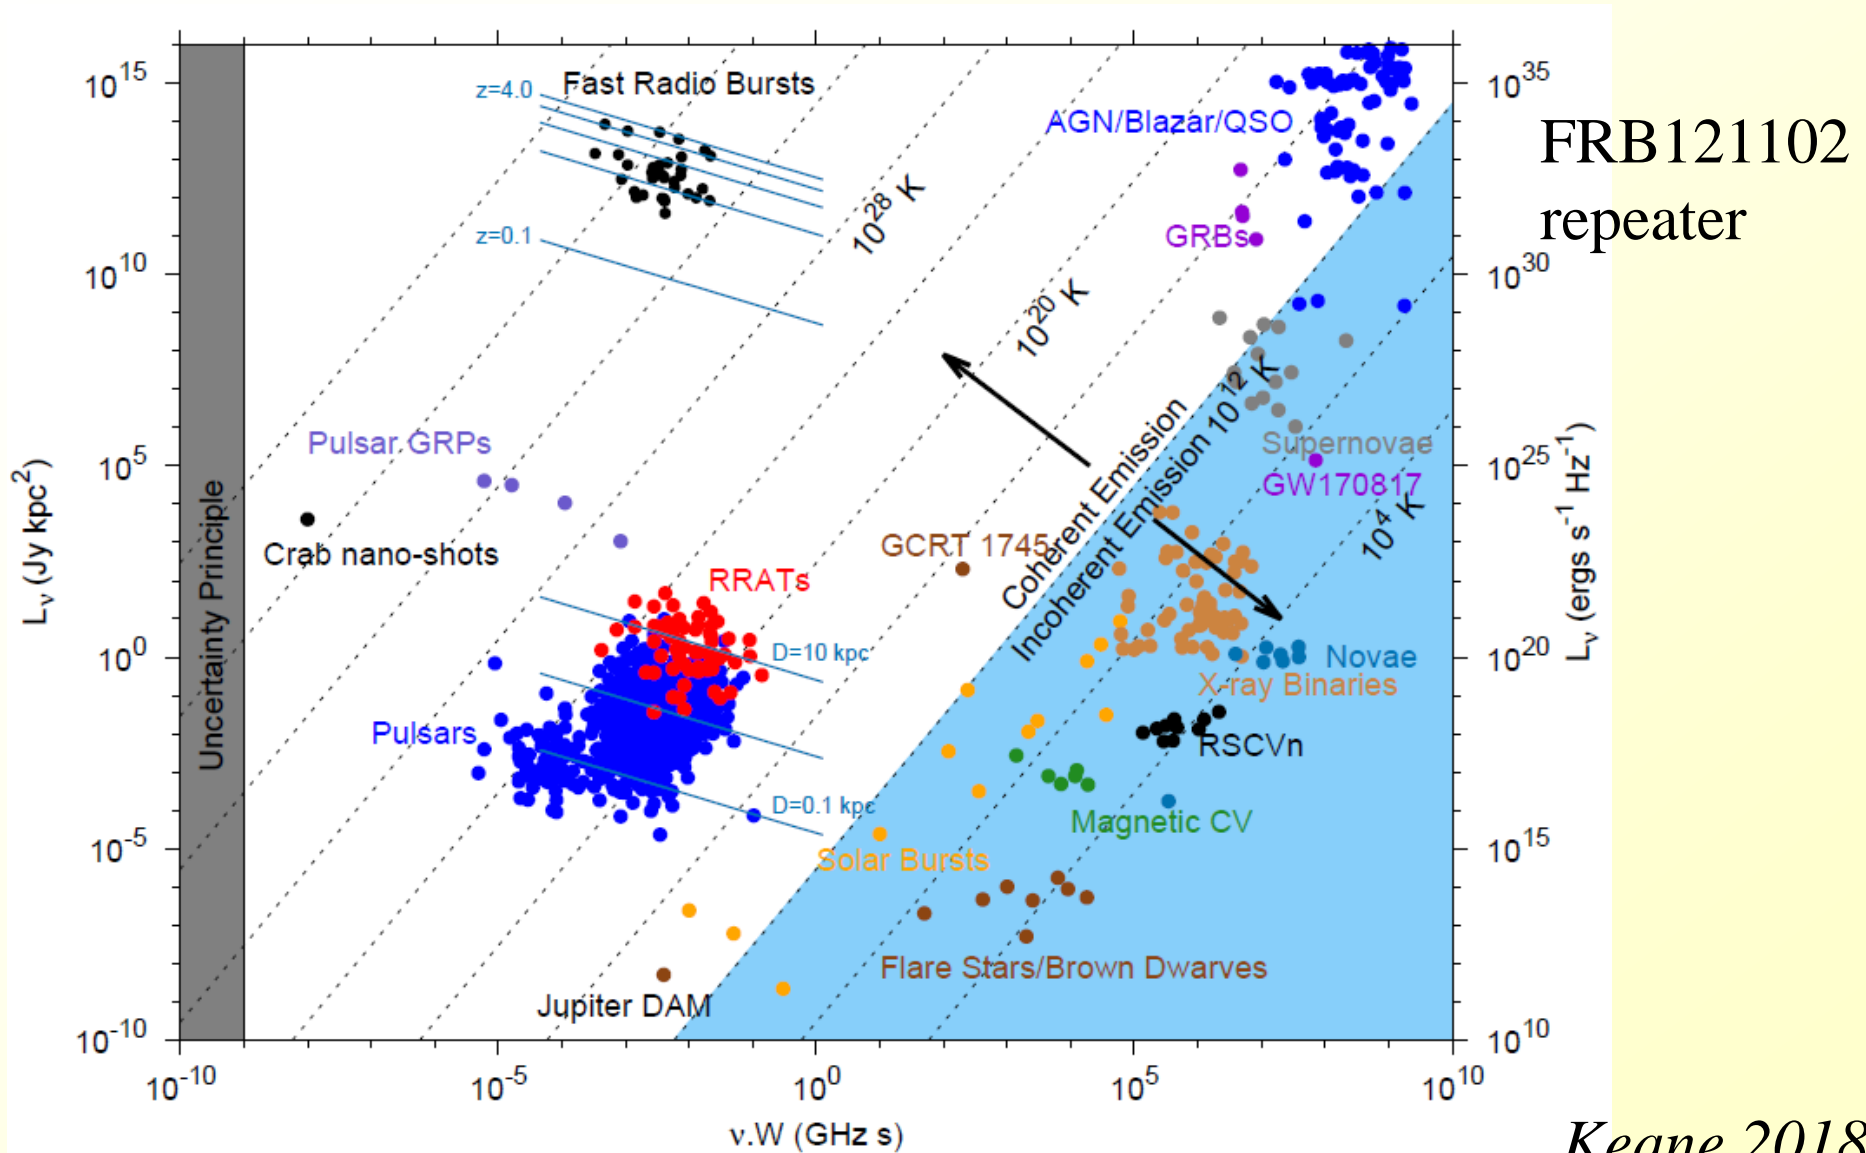 10^15
10^10
10^5
10^0
10^-5
10^-10
L_ν (Jy kpc^2)
10^35
10^30
10^25
10^20
10^15
10^10
L_ν (ergs s^-1 Hz^-1)
10^-10
10^-5
10^0
10^5
10^10
ν.W (GHz s)
Uncertainty Principle
z=4.0
Fast Radio Bursts
z=0.1
10^28 K
10^20 K
AGN/Blazar/QSO
GRBs
FRB121102
repeater
Pulsar GRPs
Crab nano-shots
RRATs
GCRT 1745
Coherent Emission
Incoherent Emission 10^12 K
Supernovae
GW170817
10^4 K
D=10 kpc
Novae
X-ray Binaries
Pulsars
RSCVn
D=0.1 kpc
Magnetic CV
Solar Bursts
Flare Stars/Brown Dwarves
Jupiter DAM
Keane 2018